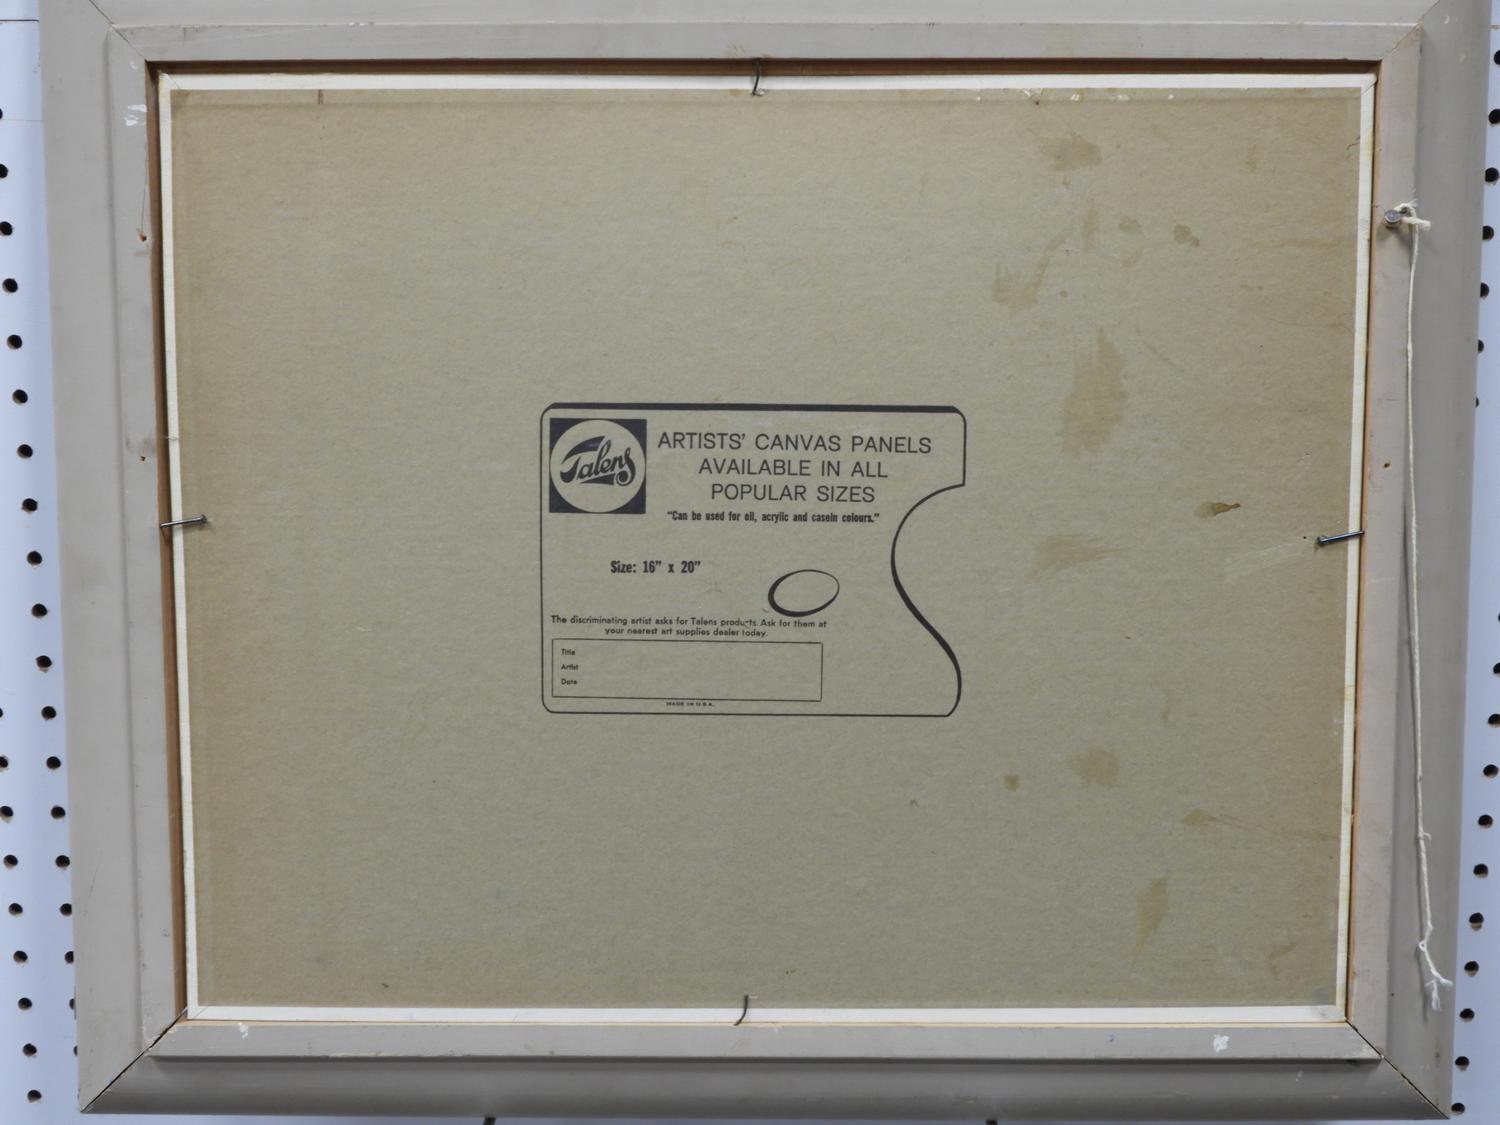 Talens
ARTISTS' CANVAS PANELS
AVAILABLE IN ALL
POPULAR SIZES
"Can be used for oil, acrylic and casein colours."
Size: 16" x 20"
The discriminating artist asks for Talens products. Ask for them at
your nearest art supplies dealer today.
Title
Artist
Date
MADE IN U.S.A.